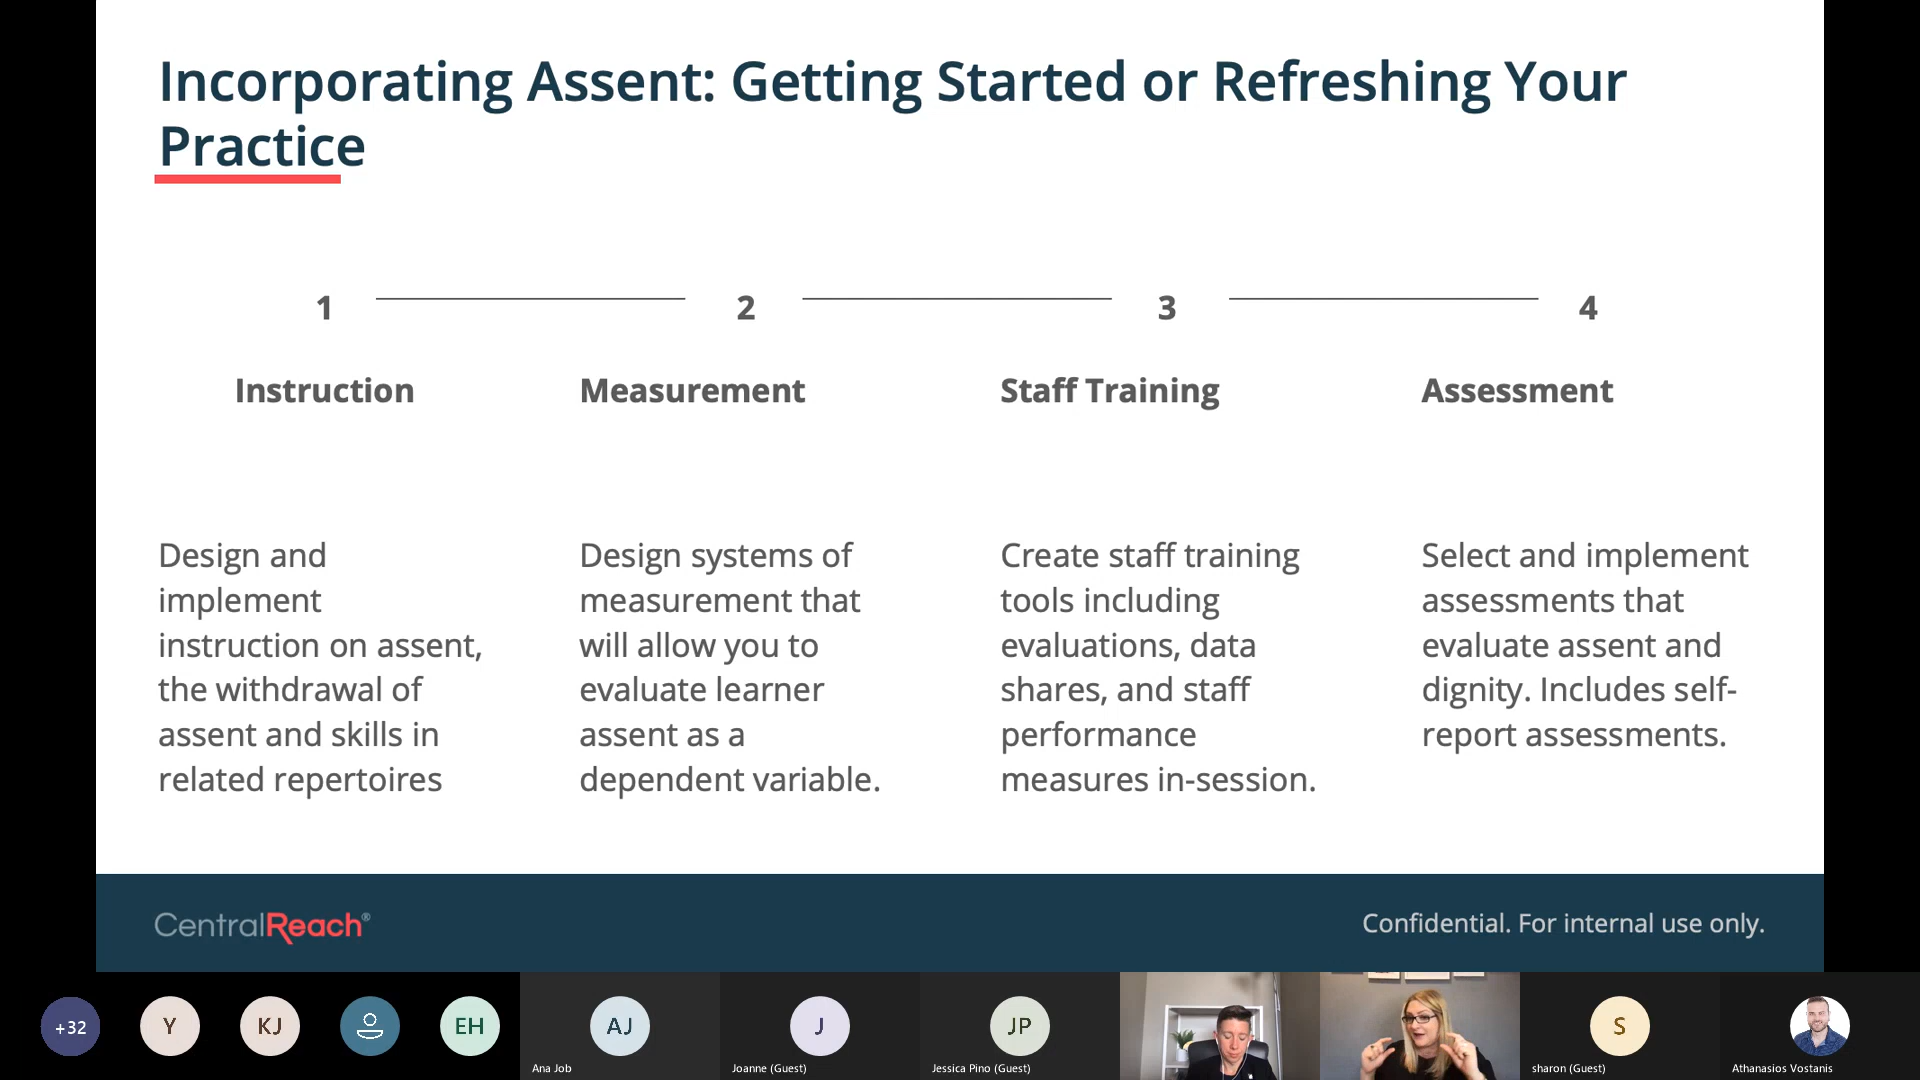 Incorporating Assent: Getting Started or Refreshing Your
Practice
1
2
3
4
Instruction
Measurement
Staff Training
Assessment
Design and
implement
instruction on assent,
the withdrawal of
assent and skills in
related repertoires
Design systems of
measurement that
will allow you to
evaluate learner
assent as a
dependent variable.
Create staff training
tools including
evaluations, data
shares, and staff
performance
measures in-session.
Select and implement
assessments that
evaluate assent and
dignity. Includes self-
report assessments.
CentralReach®
Confidential. For internal use only.
+32
Y
KJ
EH
AJ
J
JP
S
Ana Job
Joanne (Guest)
Jessica Pino (Guest)
sharon (Guest)
Athanasios Vostanis